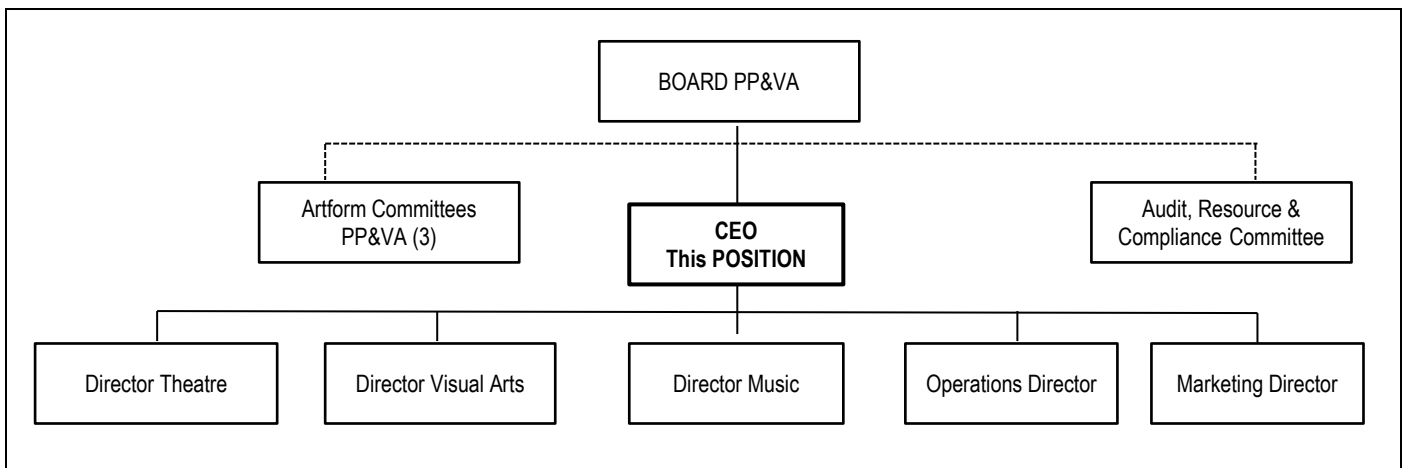 BOARD PP&VA
Artform Committees
PP&VA (3)
CEO
This POSITION
Audit, Resource &
Compliance Committee
Director Theatre
Director Visual Arts
Director Music
Operations Director
Marketing Director